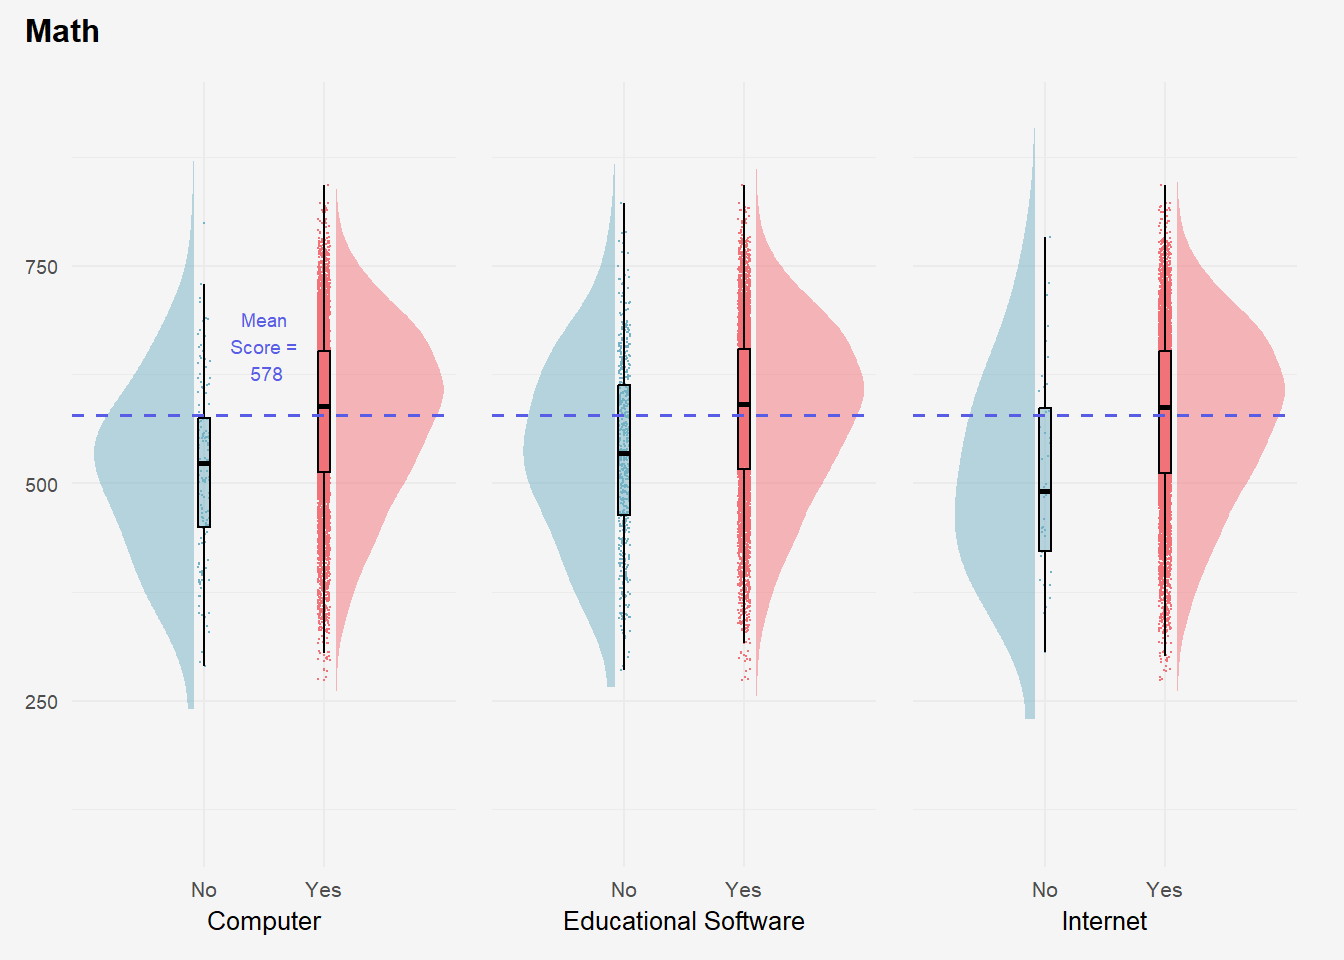 Math
750
500
250
Mean
Score =
578
No Yes
Computer
No Yes
Educational Software
No Yes
Internet